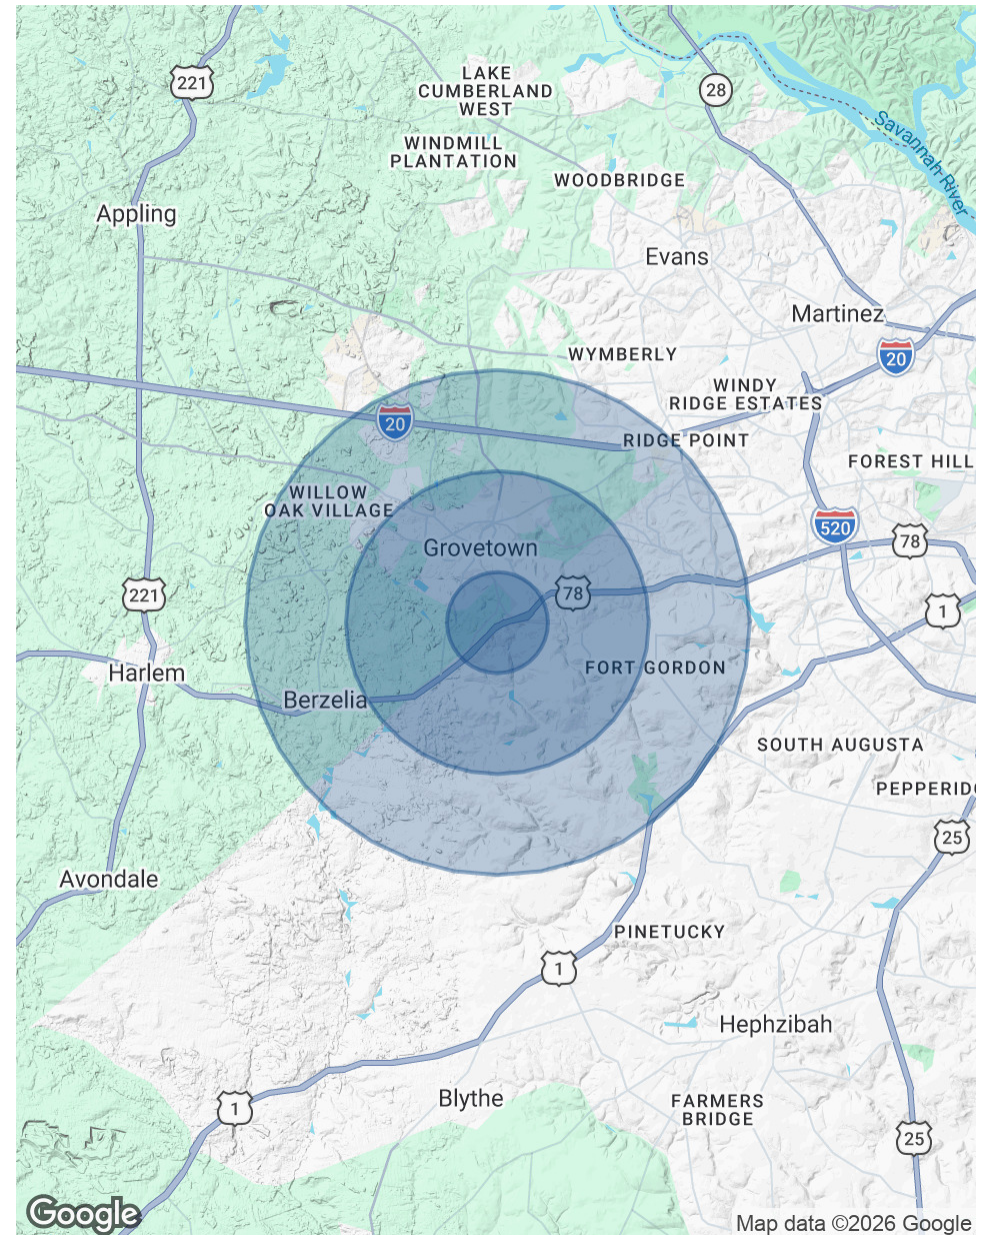 221
LAKE
CUMBERLAND
WEST
28
WINDMILL
PLANTATION
Savannah River
WOODBRIDGE
Appling
Evans
Martinez
WYMBERLY
20
WINDY
RIDGE ESTATES
20
RIDGE POINT
FOREST HILL
WILLOW
OAK VILLAGE
520
78
Grovetown
221
78
1
Harlem
FORT GORDON
Berzelia
SOUTH AUGUSTA
PEPPERIDG
25
Avondale
PINETUCKY
1
Hephzibah
Blythe
FARMERS
BRIDGE
1
25
Google
Map data ©2026 Google